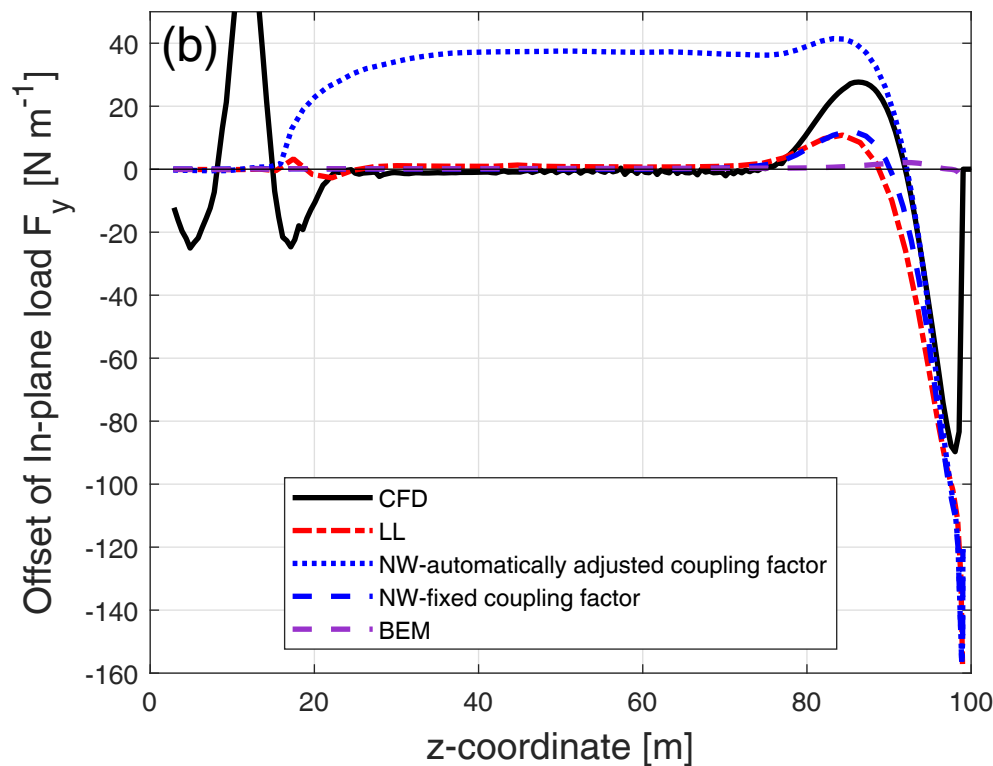 (b)
Offset of In-plane load F_y [N m^-1]
40
20
0
-20
-40
-60
-80
-100
-120
-140
-160
CFD
LL
NW-automatically adjusted coupling factor
NW-fixed coupling factor
BEM
0 20 40 60 80 100
z-coordinate [m]